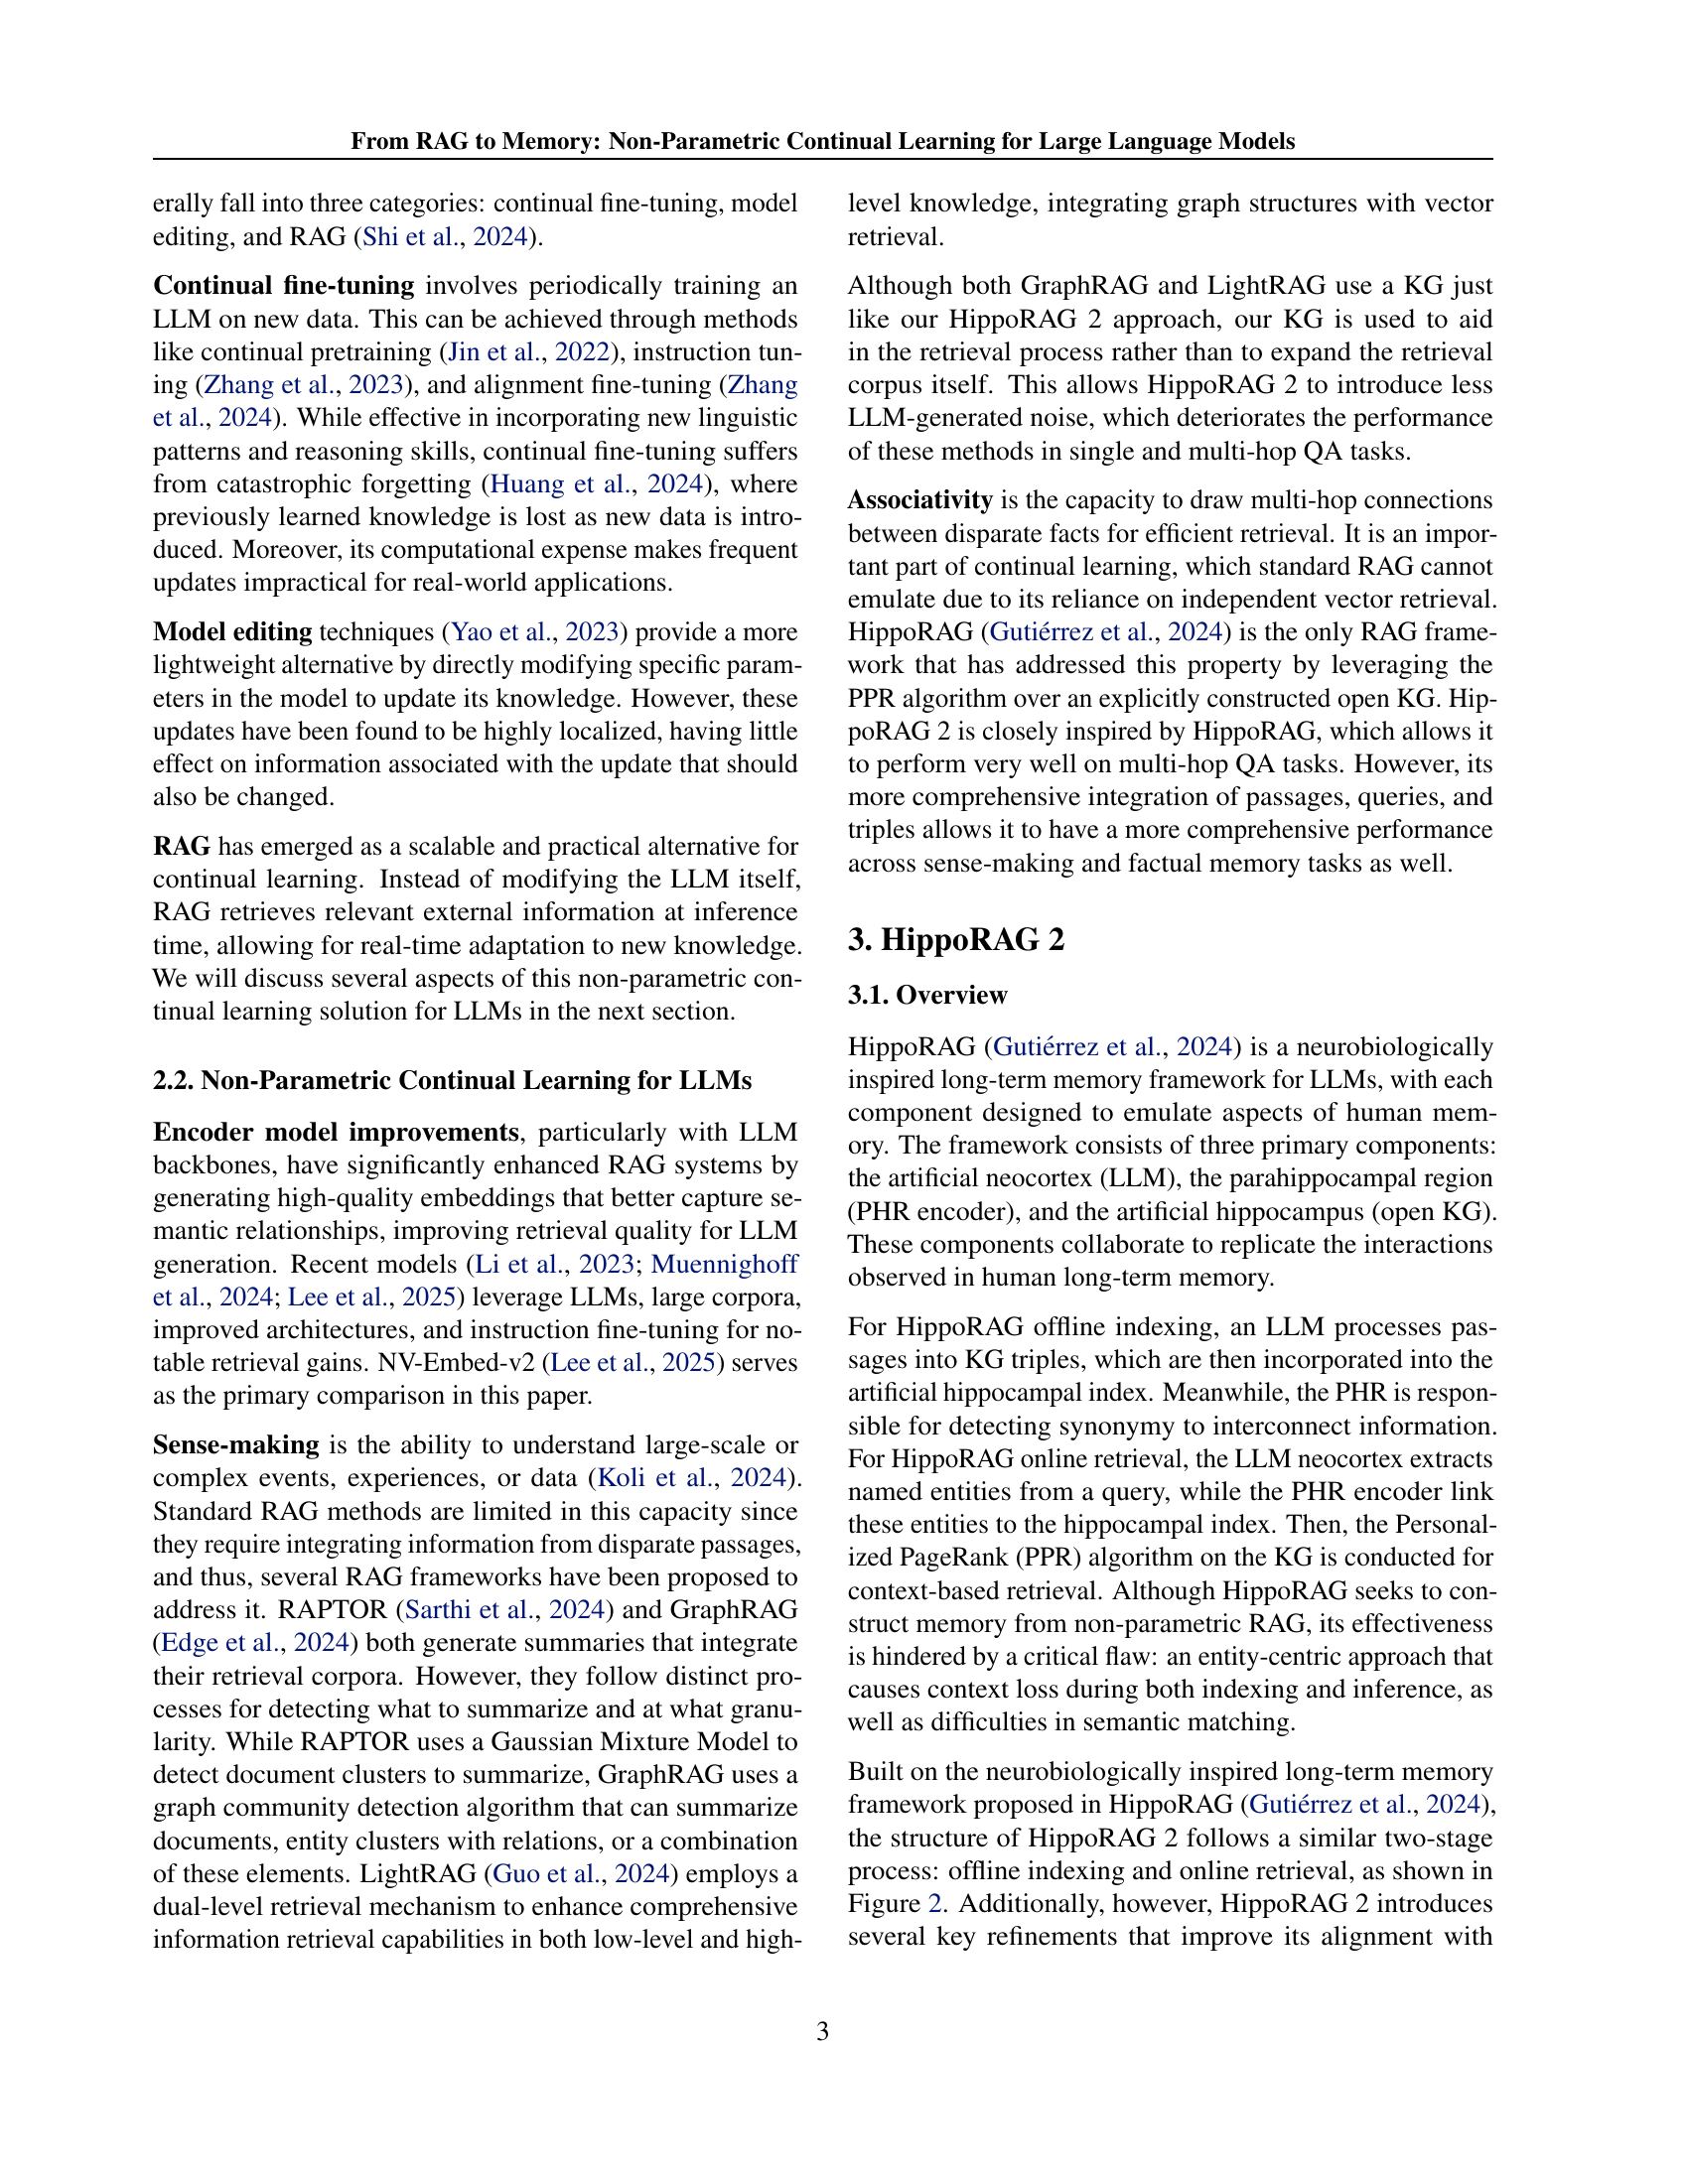 From RAG to Memory: Non-Parametric Continual Learning for Large Language Models
erally fall into three categories: continual fine-tuning, model
editing, and RAG (Shi et al., 2024).
Continual fine-tuning involves periodically training an
LLM on new data. This can be achieved through methods
like continual pretraining (Jin et al., 2022), instruction tun-
ing (Zhang et al., 2023), and alignment fine-tuning (Zhang
et al., 2024). While effective in incorporating new linguistic
patterns and reasoning skills, continual fine-tuning suffers
from catastrophic forgetting (Huang et al., 2024), where
previously learned knowledge is lost as new data is intro-
duced. Moreover, its computational expense makes frequent
updates impractical for real-world applications.
Model editing techniques (Yao et al., 2023) provide a more
lightweight alternative by directly modifying specific param-
eters in the model to update its knowledge. However, these
updates have been found to be highly localized, having little
effect on information associated with the update that should
also be changed.
RAG has emerged as a scalable and practical alternative for
continual learning. Instead of modifying the LLM itself,
RAG retrieves relevant external information at inference
time, allowing for real-time adaptation to new knowledge.
We will discuss several aspects of this non-parametric con-
tinual learning solution for LLMs in the next section.
2.2. Non-Parametric Continual Learning for LLMs
Encoder model improvements, particularly with LLM
backbones, have significantly enhanced RAG systems by
generating high-quality embeddings that better capture se-
mantic relationships, improving retrieval quality for LLM
generation. Recent models (Li et al., 2023; Muennighoff
et al., 2024; Lee et al., 2025) leverage LLMs, large corpora,
improved architectures, and instruction fine-tuning for no-
table retrieval gains. NV-Embed-v2 (Lee et al., 2025) serves
as the primary comparison in this paper.
Sense-making is the ability to understand large-scale or
complex events, experiences, or data (Koli et al., 2024).
Standard RAG methods are limited in this capacity since
they require integrating information from disparate passages,
and thus, several RAG frameworks have been proposed to
address it. RAPTOR (Sarthi et al., 2024) and GraphRAG
(Edge et al., 2024) both generate summaries that integrate
their retrieval corpora. However, they follow distinct pro-
cesses for detecting what to summarize and at what granu-
larity. While RAPTOR uses a Gaussian Mixture Model to
detect document clusters to summarize, GraphRAG uses a
graph community detection algorithm that can summarize
documents, entity clusters with relations, or a combination
of these elements. LightRAG (Guo et al., 2024) employs a
dual-level retrieval mechanism to enhance comprehensive
information retrieval capabilities in both low-level and high-
level knowledge, integrating graph structures with vector
retrieval.
Although both GraphRAG and LightRAG use a KG just
like our HippoRAG 2 approach, our KG is used to aid
in the retrieval process rather than to expand the retrieval
corpus itself. This allows HippoRAG 2 to introduce less
LLM-generated noise, which deteriorates the performance
of these methods in single and multi-hop QA tasks.
Associativity is the capacity to draw multi-hop connections
between disparate facts for efficient retrieval. It is an impor-
tant part of continual learning, which standard RAG cannot
emulate due to its reliance on independent vector retrieval.
HippoRAG (Gutiérrez et al., 2024) is the only RAG frame-
work that has addressed this property by leveraging the
PPR algorithm over an explicitly constructed open KG. Hip-
poRAG 2 is closely inspired by HippoRAG, which allows it
to perform very well on multi-hop QA tasks. However, its
more comprehensive integration of passages, queries, and
triples allows it to have a more comprehensive performance
across sense-making and factual memory tasks as well.
3. HippoRAG 2
3.1. Overview
HippoRAG (Gutiérrez et al., 2024) is a neurobiologically
inspired long-term memory framework for LLMs, with each
component designed to emulate aspects of human mem-
ory. The framework consists of three primary components:
the artificial neocortex (LLM), the parahippocampal region
(PHR encoder), and the artificial hippocampus (open KG).
These components collaborate to replicate the interactions
observed in human long-term memory.
For HippoRAG offline indexing, an LLM processes pas-
sages into KG triples, which are then incorporated into the
artificial hippocampal index. Meanwhile, the PHR is respon-
sible for detecting synonymy to interconnect information.
For HippoRAG online retrieval, the LLM neocortex extracts
named entities from a query, while the PHR encoder link
these entities to the hippocampal index. Then, the Personal-
ized PageRank (PPR) algorithm on the KG is conducted for
context-based retrieval. Although HippoRAG seeks to con-
struct memory from non-parametric RAG, its effectiveness
is hindered by a critical flaw: an entity-centric approach that
causes context loss during both indexing and inference, as
well as difficulties in semantic matching.
Built on the neurobiologically inspired long-term memory
framework proposed in HippoRAG (Gutiérrez et al., 2024),
the structure of HippoRAG 2 follows a similar two-stage
process: offline indexing and online retrieval, as shown in
Figure 2. Additionally, however, HippoRAG 2 introduces
several key refinements that improve its alignment with
3